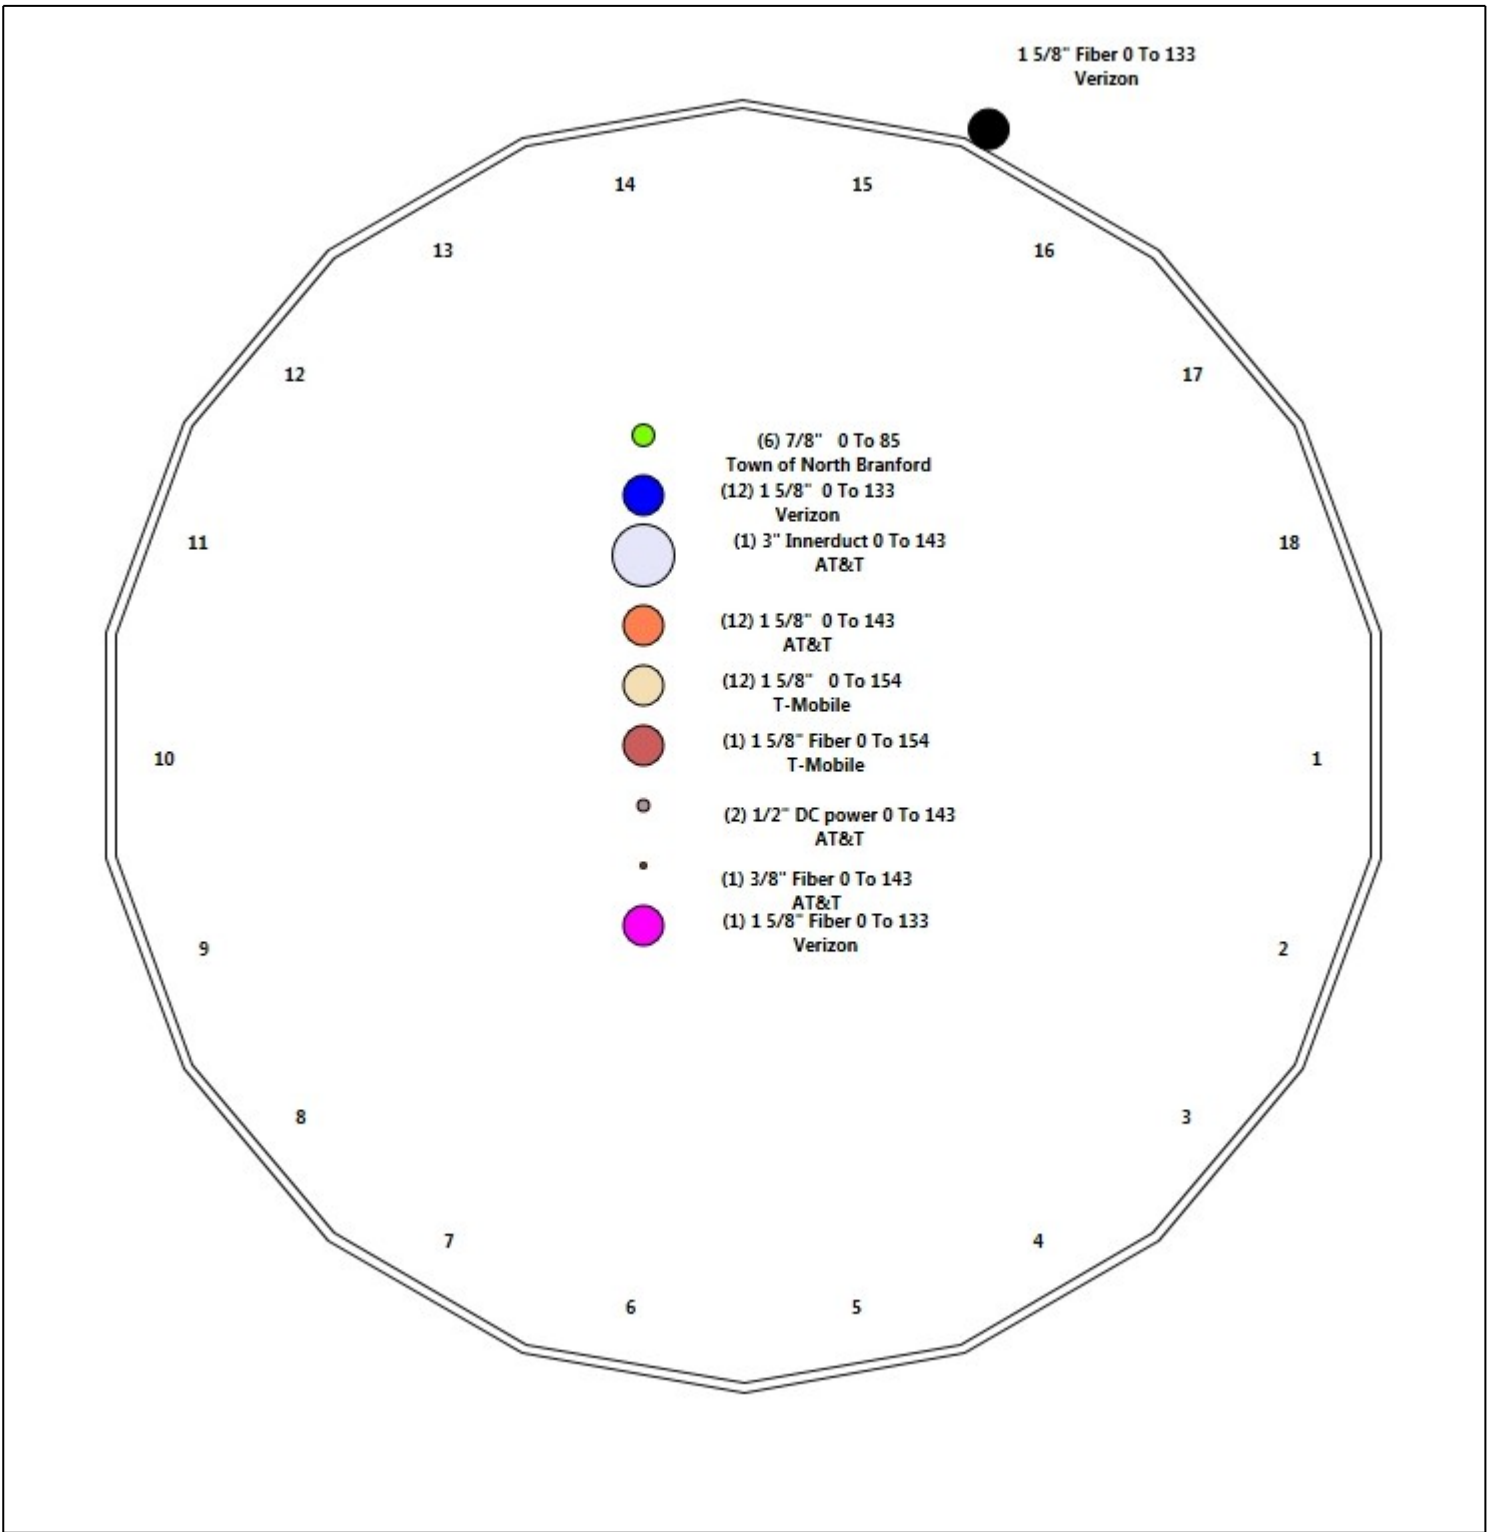 1 5/8" Fiber 0 To 133
Verizon
14
15
13
16
12
17
(6) 7/8" 0 To 85
Town of North Branford
(12) 1 5/8" 0 To 133
Verizon
(1) 3" Innerduct 0 To 143
AT&T
11
18
(12) 1 5/8" 0 To 143
AT&T
(12) 1 5/8" 0 To 154
T-Mobile
(1) 1 5/8" Fiber 0 To 154
T-Mobile
10
1
(2) 1/2" DC power 0 To 143
AT&T
(1) 3/8" Fiber 0 To 143
AT&T
(1) 1 5/8" Fiber 0 To 133
Verizon
9
2
8
3
7
4
6
5